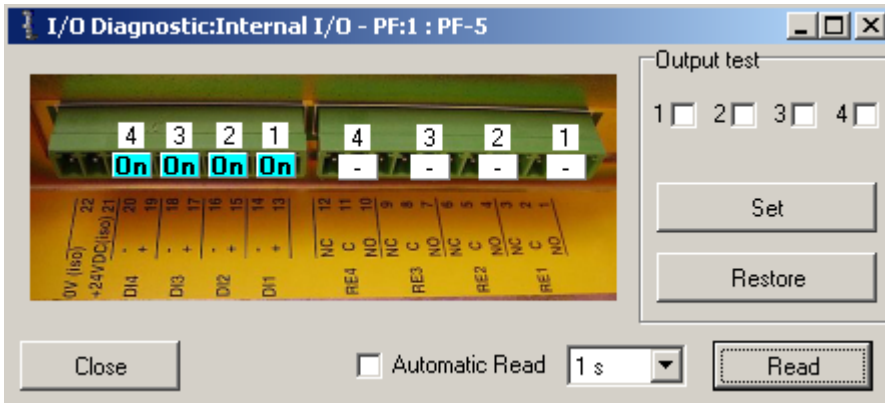 I/O Diagnostic:Internal I/O - PF:1 : PF-5
Output test
1 2 3 4
4 3 2 1 4 3 2 1
On On On On - - - -
22 21 20 19 18 17 16 15 14 13 12 11 10 9 8 7 6 5 4 3 2 1
0V (iso) +24VDC(iso) - + - + - + - + NC C NO NC C NO NC C NO NC C NO
DI4 DI3 DI2 DI1 RE4 RE3 RE2 RE1
Set
Restore
Close
Automatic Read
1 s
Read